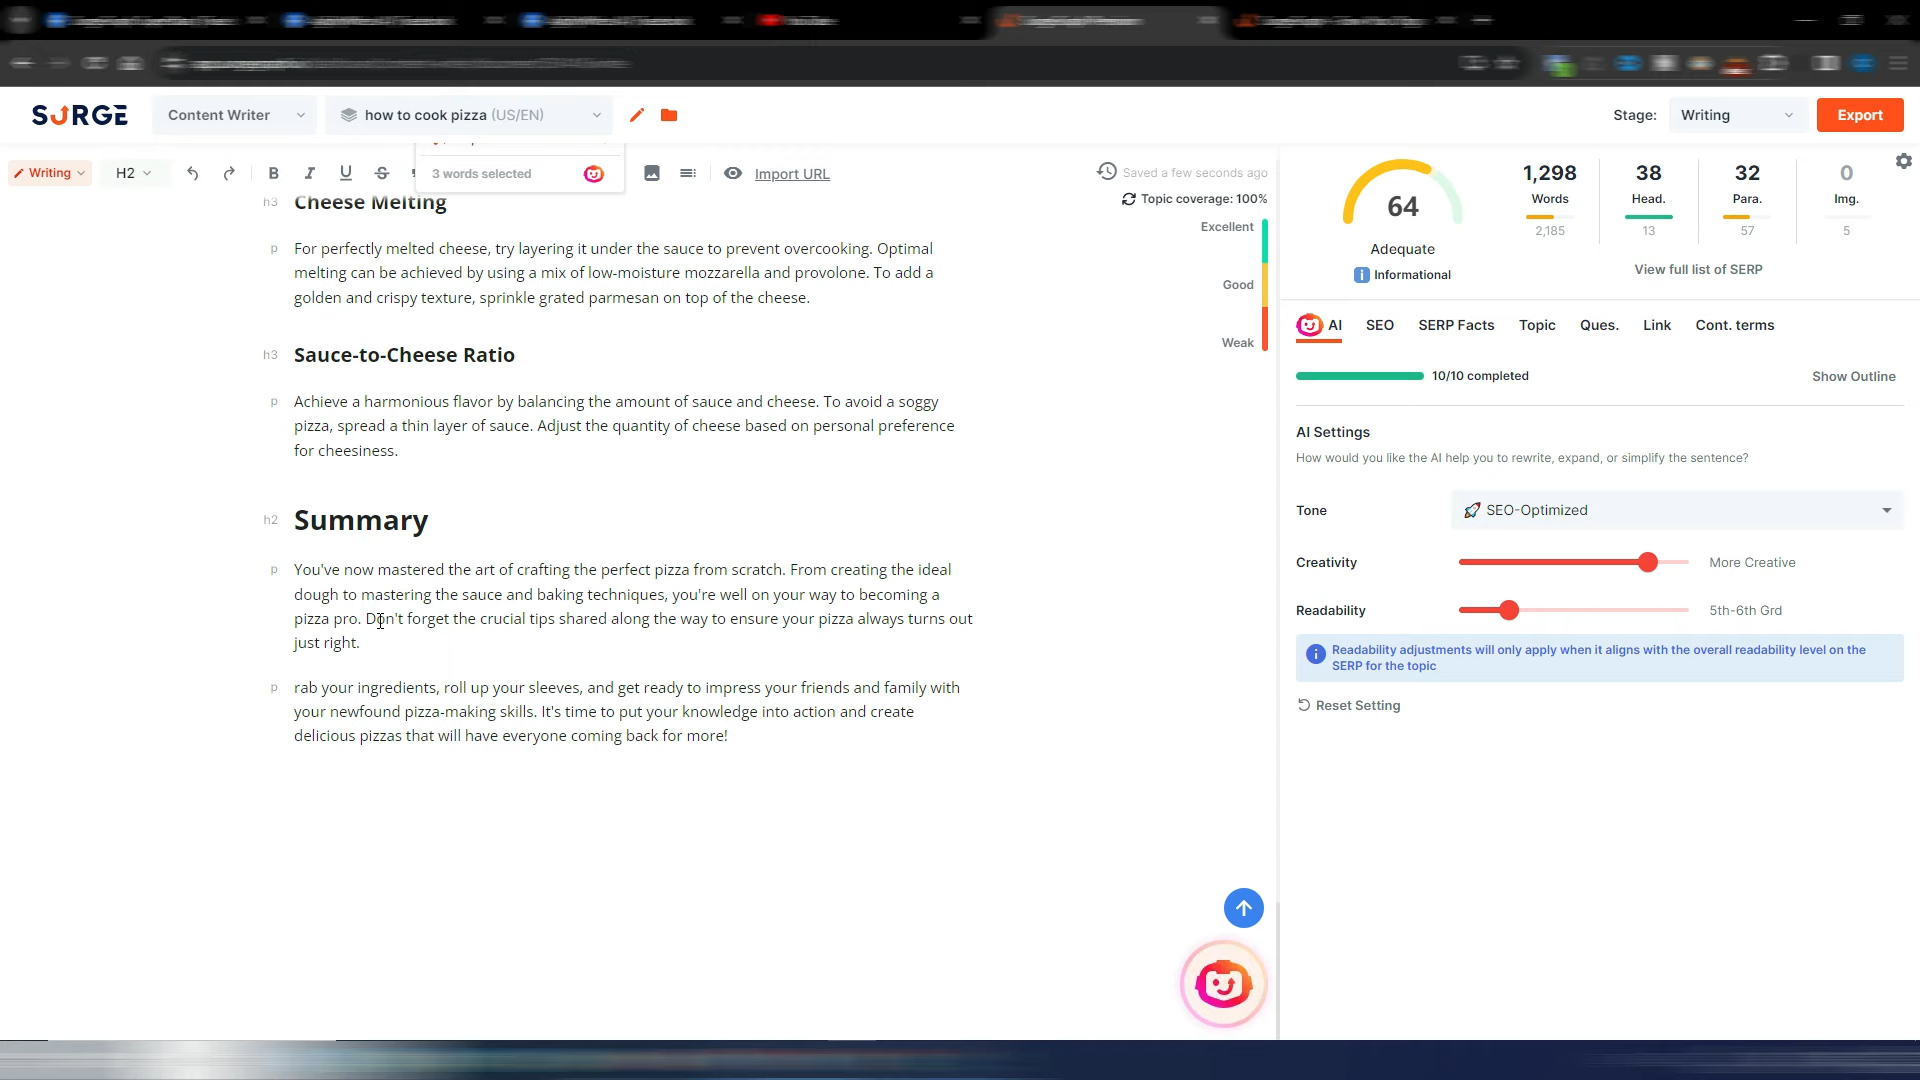 SURGE
Content Writer
how to cook pizza (US/EN)
Stage:
Writing
Export
Writing
H2
B I U S
3 words selected
Import URL
Saved a few seconds ago
Topic coverage: 100%
Excellent
Good
Weak
h3 Cheese Melting
p For perfectly melted cheese, try layering it under the sauce to prevent overcooking. Optimal
melting can be achieved by using a mix of low-moisture mozzarella and provolone. To add a
golden and crispy texture, sprinkle grated parmesan on top of the cheese.
h3 Sauce-to-Cheese Ratio
p Achieve a harmonious flavor by balancing the amount of sauce and cheese. To avoid a soggy
pizza, spread a thin layer of sauce. Adjust the quantity of cheese based on personal preference
for cheesiness.
h2 Summary
p You've now mastered the art of crafting the perfect pizza from scratch. From creating the ideal
dough to mastering the sauce and baking techniques, you're well on your way to becoming a
pizza pro. Don't forget the crucial tips shared along the way to ensure your pizza always turns out
just right.
p rab your ingredients, roll up your sleeves, and get ready to impress your friends and family with
your newfound pizza-making skills. It's time to put your knowledge into action and create
delicious pizzas that will have everyone coming back for more!
64
Adequate
Informational
1,298 38 32 0
Words Head. Para. Img.
2,185 13 57 5
View full list of SERP
AI SEO SERP Facts Topic Ques. Link Cont. terms
10/10 completed
Show Outline
AI Settings
How would you like the AI help you to rewrite, expand, or simplify the sentence?
Tone
SEO-Optimized
Creativity
More Creative
Readability
5th-6th Grd
Readability adjustments will only apply when it aligns with the overall readability level on the
SERP for the topic
Reset Setting